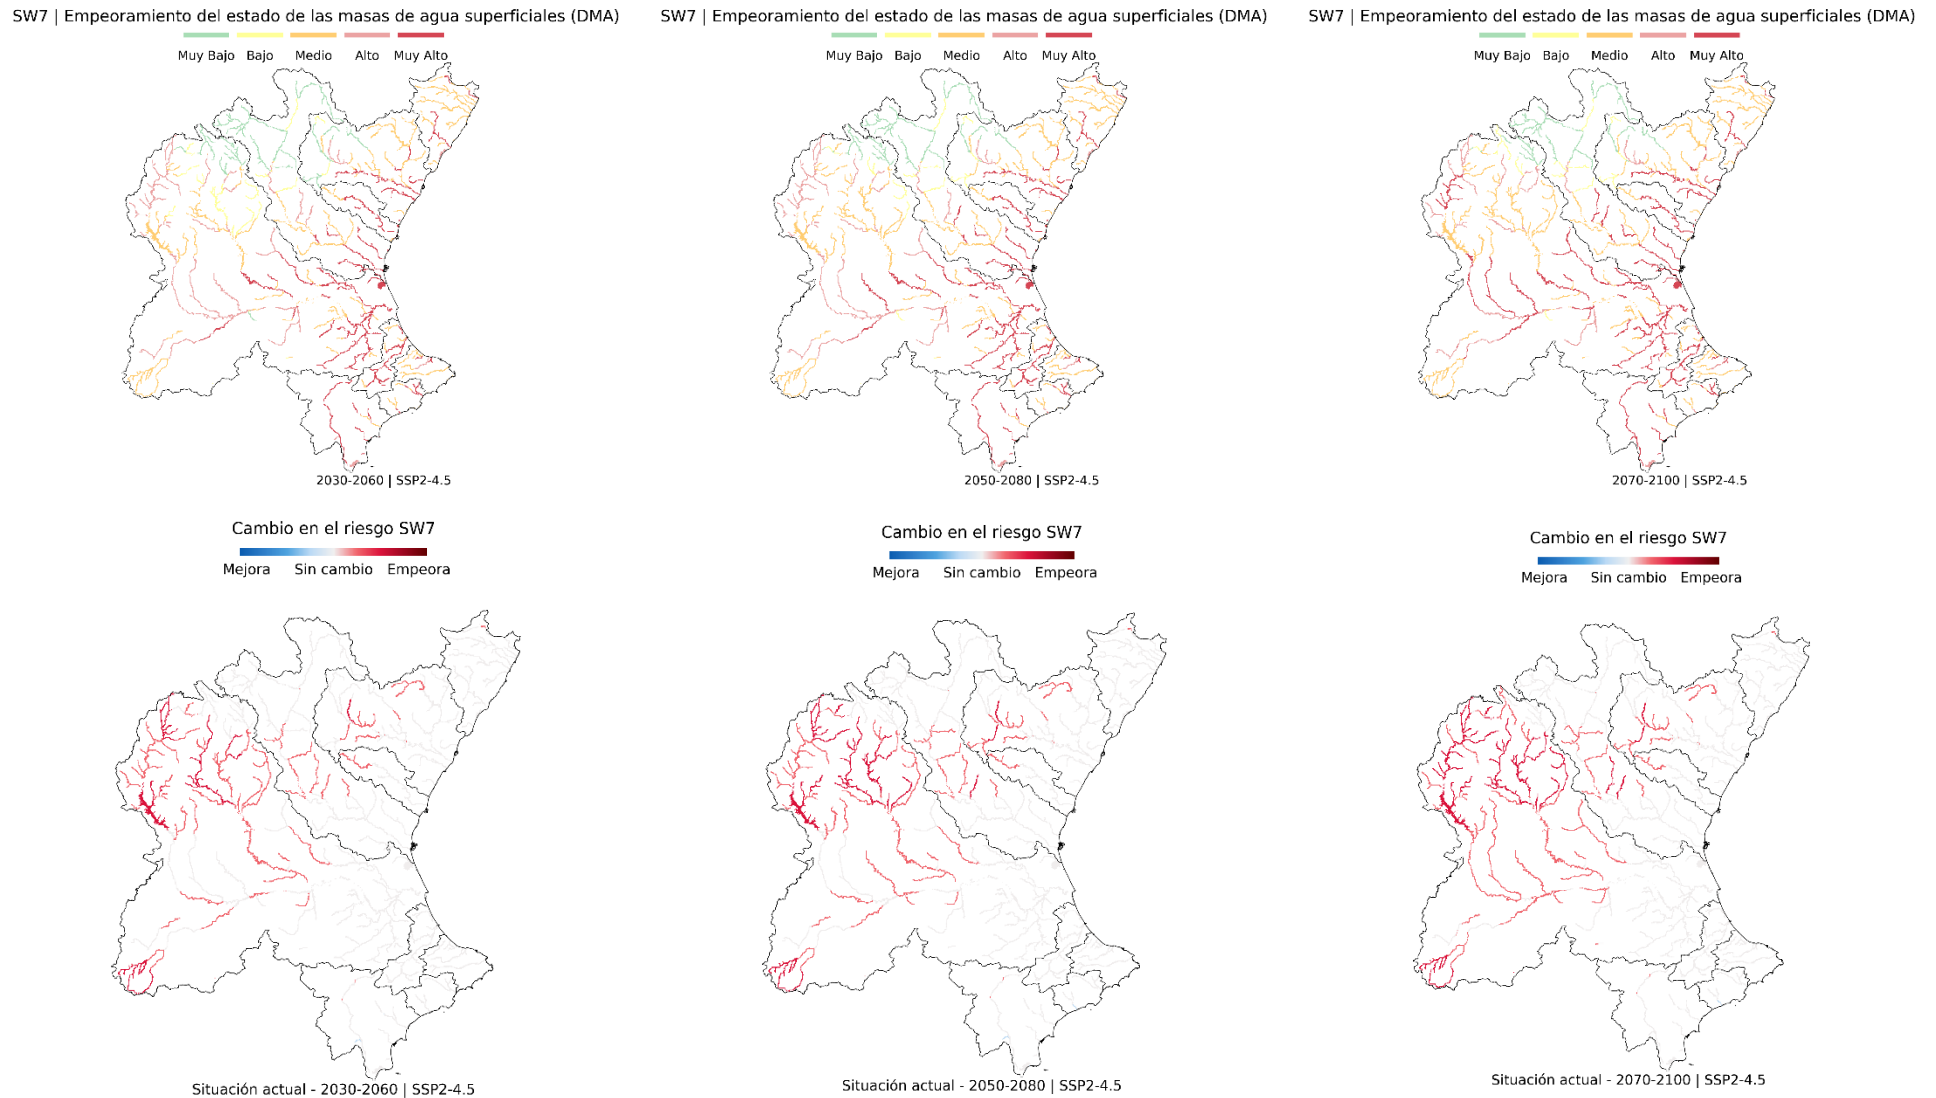 SW7 | Empeoramiento del estado de las masas de agua superficiales (DMA)
Muy Bajo Bajo Medio Alto Muy Alto
2030-2060 | SSP2-4.5
SW7 | Empeoramiento del estado de las masas de agua superficiales (DMA)
Muy Bajo Bajo Medio Alto Muy Alto
2050-2080 | SSP2-4.5
SW7 | Empeoramiento del estado de las masas de agua superficiales (DMA)
Muy Bajo Bajo Medio Alto Muy Alto
2070-2100 | SSP2-4.5
Cambio en el riesgo SW7
Mejora Sin cambio Empeora
Situación actual - 2030-2060 | SSP2-4.5
Cambio en el riesgo SW7
Mejora Sin cambio Empeora
Situación actual - 2050-2080 | SSP2-4.5
Cambio en el riesgo SW7
Mejora Sin cambio Empeora
Situación actual - 2070-2100 | SSP2-4.5